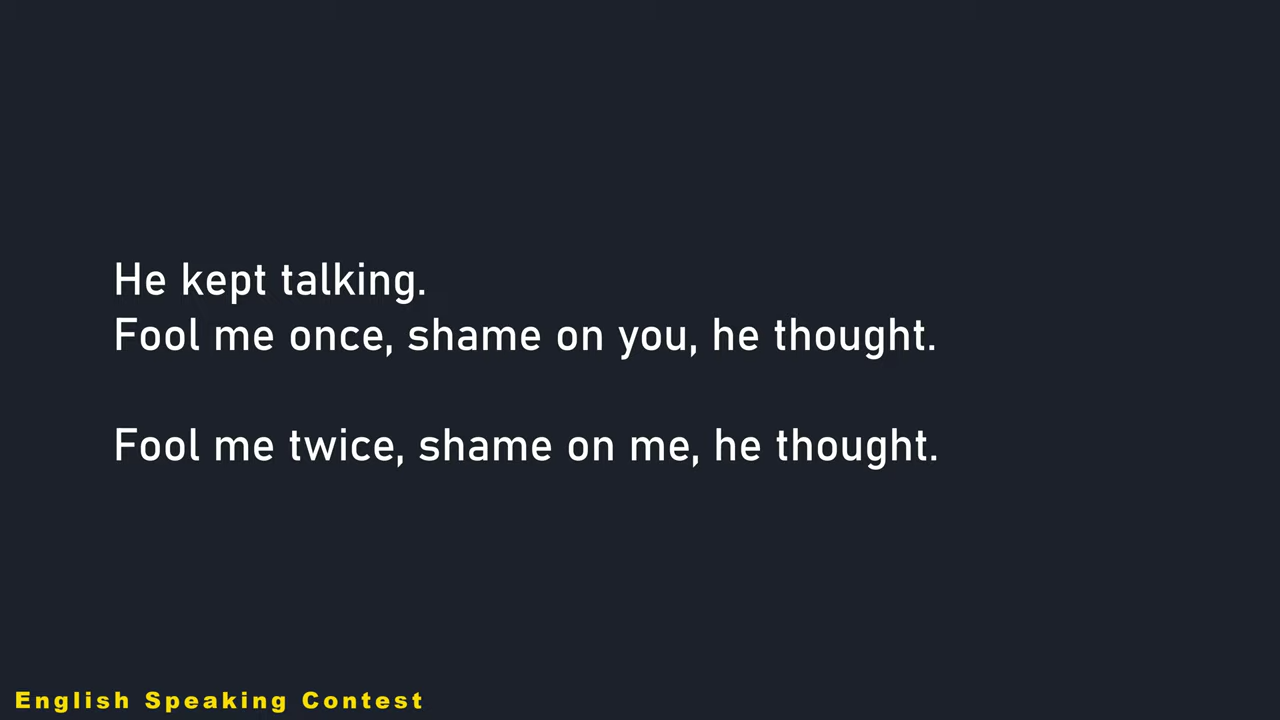 He kept talking.
Fool me once, shame on you, he thought.
Fool me twice, shame on me, he thought.
English Speaking Contest